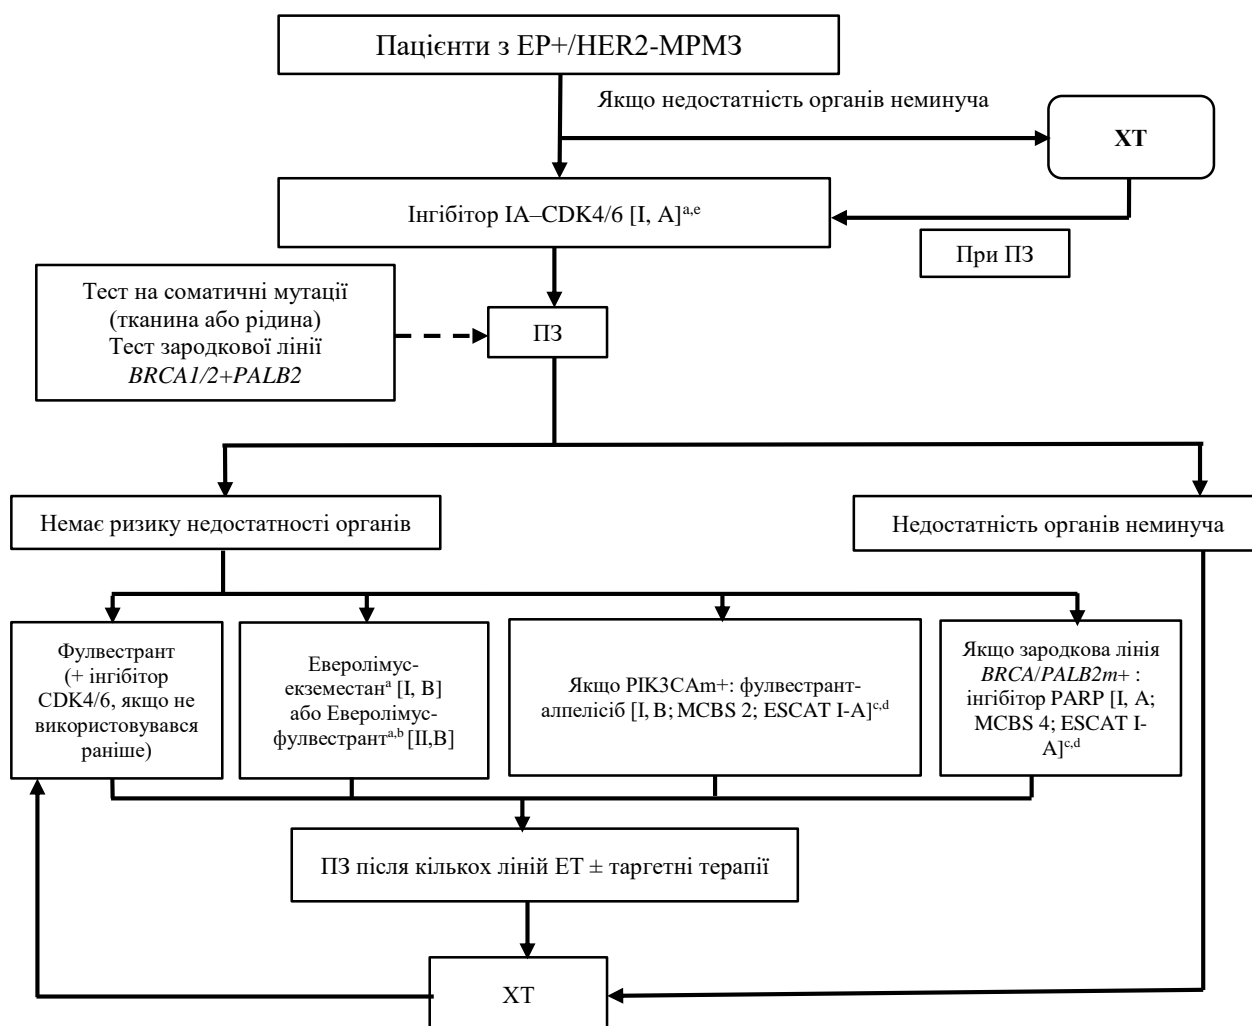 Пацієнти з ЕР+/HER2-МРМЗ
Якщо недостатність органів неминуча
ХТ
Інгібітор ІА–CDK4/6 [I, A]a,e
При ПЗ
Тест на соматичні мутації
(тканина або рідина)
Тест зародкової лінії
BRCA1/2+PALB2
ПЗ
Немає ризику недостатності органів
Недостатність органів неминуча
Фулвестрант
(+ інгібітор
CDK4/6, якщо не
використовувався
раніше)
Еверолімус-
екземестанa [I, B]
або Еверолімус-
фулвестрантa,b [II,B]
Якщо PIK3CAm+: фулвестрант-
алпелісіб [I, B; MCBS 2; ESCAT I-A]c,d
Якщо зародкова лінія
BRCA/PALB2m+ :
інгібітор PARP [I, A;
MCBS 4; ESCAT I-
A]c,d
ПЗ після кількох ліній ЕТ ± таргетні терапії
ХТ